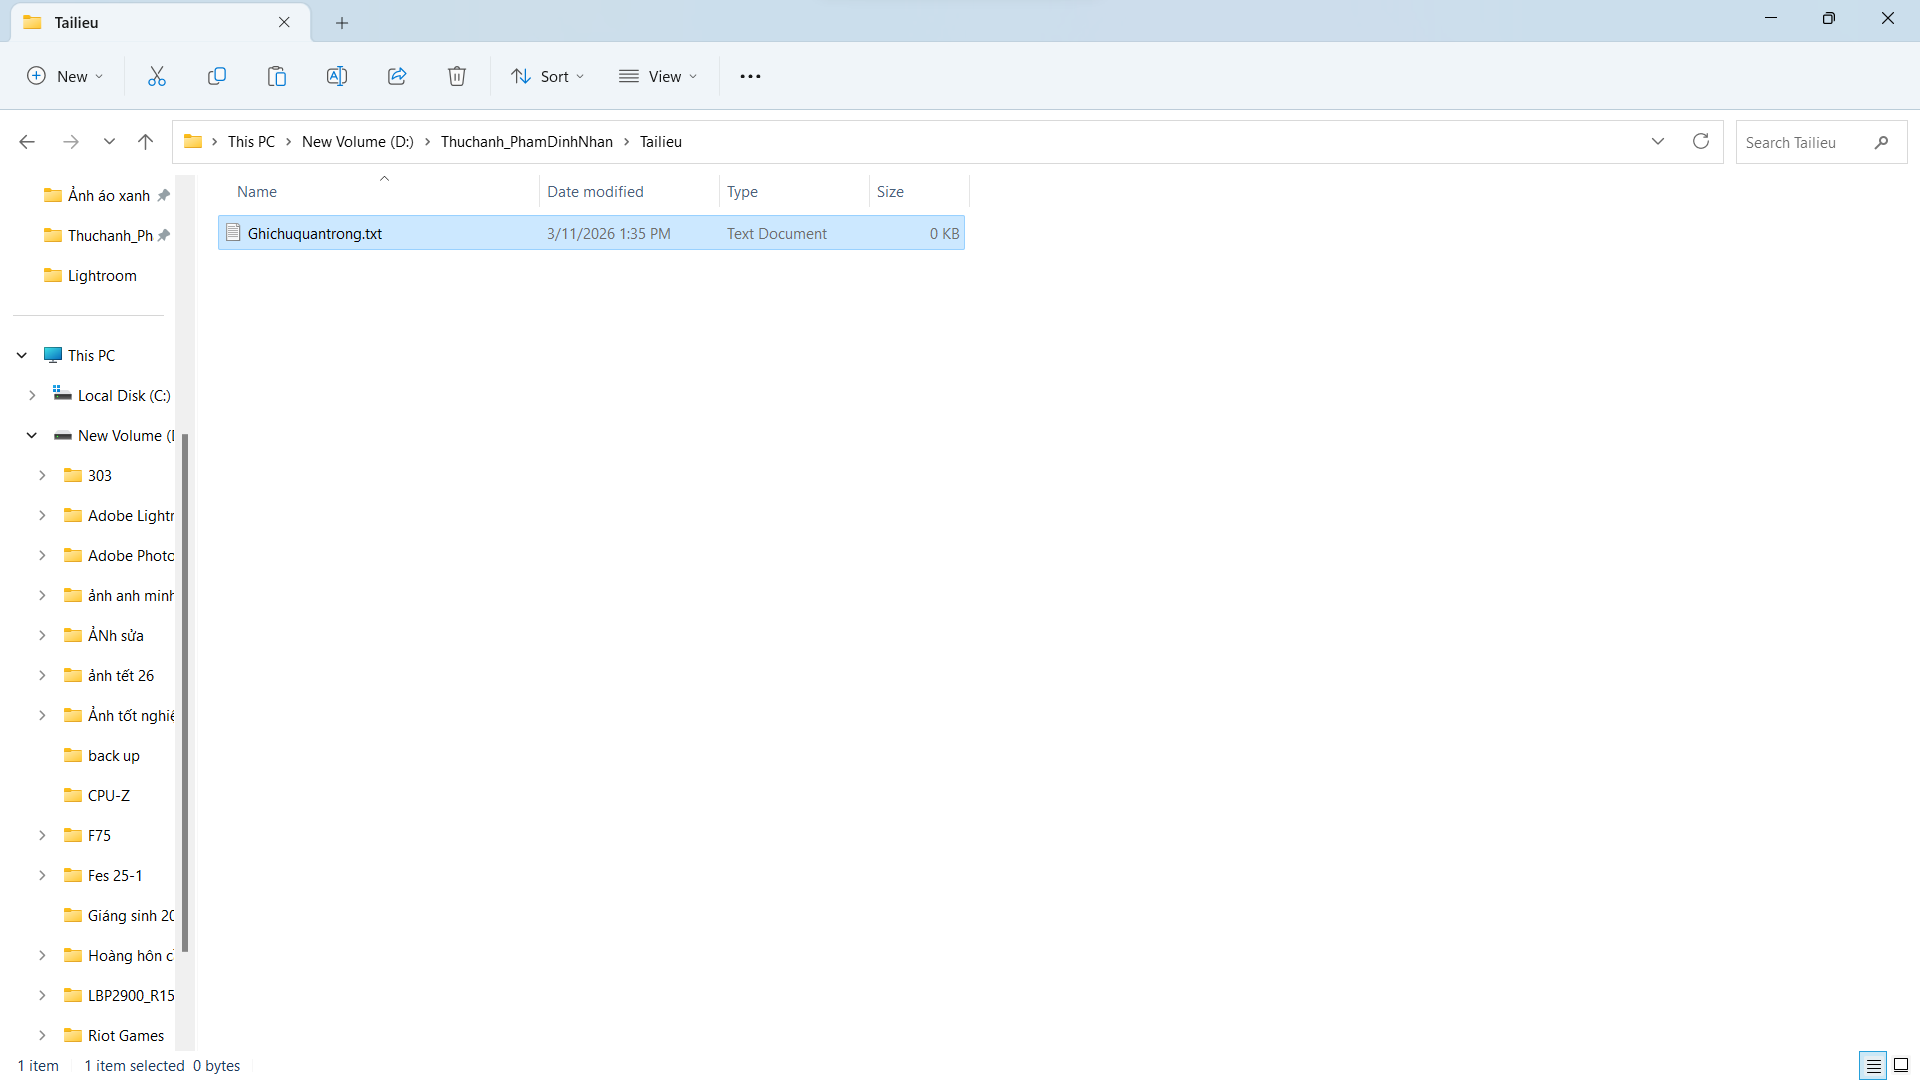 Tailieu
New
Sort
View
This PC > New Volume (D:) > Thuchanh_PhamDinhNhan > Tailieu
Search Tailieu
Name Date modified Type Size
Ghichuquantrong.txt 3/11/2026 1:35 PM Text Document 0 KB
Ảnh áo xanh
Thuchanh_Ph
Lightroom
This PC
Local Disk (C:)
New Volume (
303
Adobe Lightr
Adobe Photo
ảnh anh minh
ẢNh sửa
ảnh tết 26
Ảnh tốt nghiê
back up
CPU-Z
F75
Fes 25-1
Giáng sinh 20
Hoàng hôn c
LBP2900_R15
Riot Games
1 item 1 item selected 0 bytes